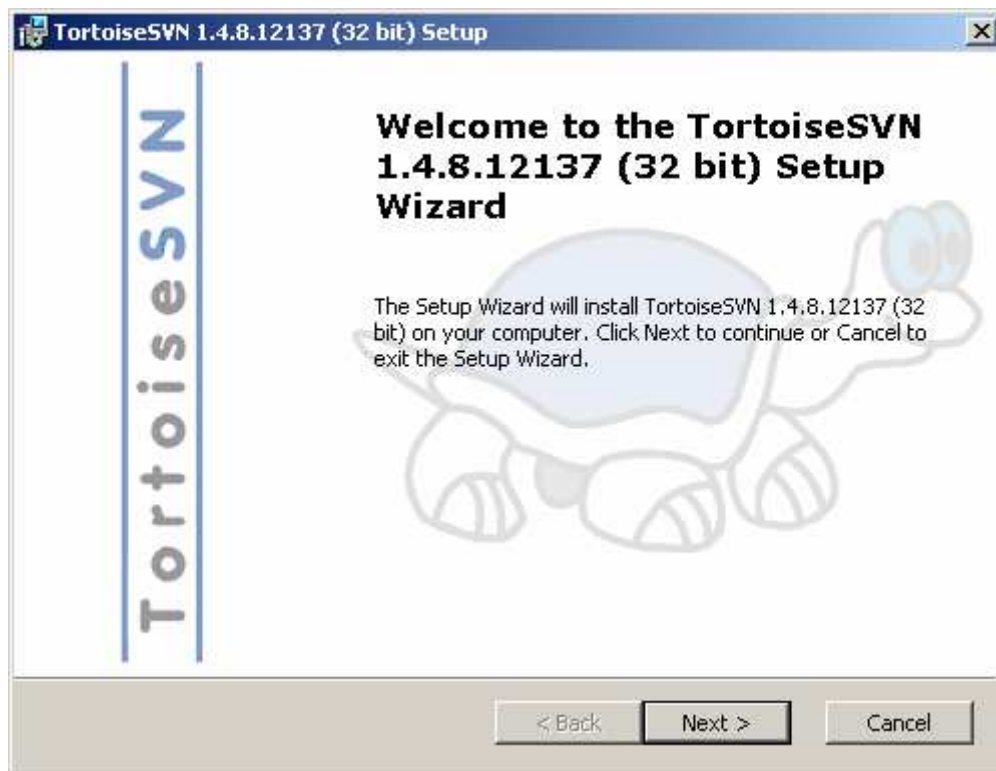 TortoiseSVN 1.4.8.12137 (32 bit) Setup
TortoiseSVN
Welcome to the TortoiseSVN
1.4.8.12137 (32 bit) Setup
Wizard
The Setup Wizard will install TortoiseSVN 1.4.8.12137 (32
bit) on your computer. Click Next to continue or Cancel to
exit the Setup Wizard.
< Back
Next >
Cancel